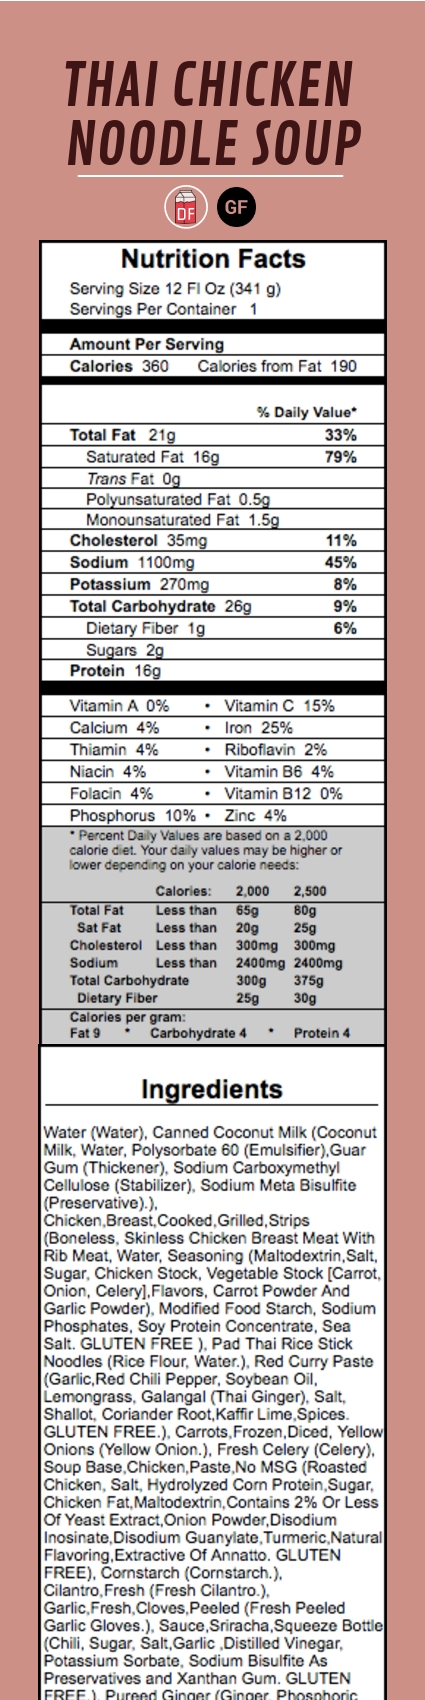 THAI CHICKEN
NOODLE SOUP
DF GF
Nutrition Facts
Serving Size 12 Fl Oz (341 g)
Servings Per Container 1
Amount Per Serving
Calories 360 Calories from Fat 190
% Daily Value*
Total Fat 21g 33%
Saturated Fat 16g 79%
Trans Fat 0g
Polyunsaturated Fat 0.5g
Monounsaturated Fat 1.5g
Cholesterol 35mg 11%
Sodium 1100mg 45%
Potassium 270mg 8%
Total Carbohydrate 26g 9%
Dietary Fiber 1g 6%
Sugars 2g
Protein 16g
Vitamin A 0% • Vitamin C 15%
Calcium 4% • Iron 25%
Thiamin 4% • Riboflavin 2%
Niacin 4% • Vitamin B6 4%
Folacin 4% • Vitamin B12 0%
Phosphorus 10% • Zinc 4%
* Percent Daily Values are based on a 2,000
calorie diet. Your daily values may be higher or
lower depending on your calorie needs:
Calories: 2,000 2,500
Total Fat Less than 65g 80g
Sat Fat Less than 20g 25g
Cholesterol Less than 300mg 300mg
Sodium Less than 2400mg 2400mg
Total Carbohydrate 300g 375g
Dietary Fiber 25g 30g
Calories per gram:
Fat 9 * Carbohydrate 4 * Protein 4
Ingredients
Water (Water), Canned Coconut Milk (Coconut
Milk, Water, Polysorbate 60 (Emulsifier),Guar
Gum (Thickener), Sodium Carboxymethyl
Cellulose (Stabilizer), Sodium Meta Bisulfite
(Preservative).),
Chicken,Breast,Cooked,Grilled,Strips
(Boneless, Skinless Chicken Breast Meat With
Rib Meat, Water, Seasoning (Maltodextrin,Salt,
Sugar, Chicken Stock, Vegetable Stock [Carrot,
Onion, Celery],Flavors, Carrot Powder And
Garlic Powder), Modified Food Starch, Sodium
Phosphates, Soy Protein Concentrate, Sea
Salt. GLUTEN FREE ), Pad Thai Rice Stick
Noodles (Rice Flour, Water.), Red Curry Paste
(Garlic,Red Chili Pepper, Soybean Oil,
Lemongrass, Galangal (Thai Ginger), Salt,
Shallot, Coriander Root,Kaffir Lime,Spices.
GLUTEN FREE.), Carrots,Frozen,Diced, Yellow
Onions (Yellow Onion.), Fresh Celery (Celery),
Soup Base,Chicken,Paste,No MSG (Roasted
Chicken, Salt, Hydrolyzed Corn Protein,Sugar,
Chicken Fat,Maltodextrin,Contains 2% Or Less
Of Yeast Extract,Onion Powder,Disodium
Inosinate,Disodium Guanylate,Turmeric,Natural
Flavoring,Extractive Of Annatto. GLUTEN
FREE), Cornstarch (Cornstarch.),
Cilantro,Fresh (Fresh Cilantro.),
Garlic,Fresh,Cloves,Peeled (Fresh Peeled
Garlic Gloves.), Sauce,Sriracha,Squeeze Bottle
(Chili, Sugar, Salt,Garlic ,Distilled Vinegar,
Potassium Sorbate, Sodium Bisulfite As
Preservatives and Xanthan Gum. GLUTEN
FREE.), Pureed Ginger (Ginger, Phosphoric